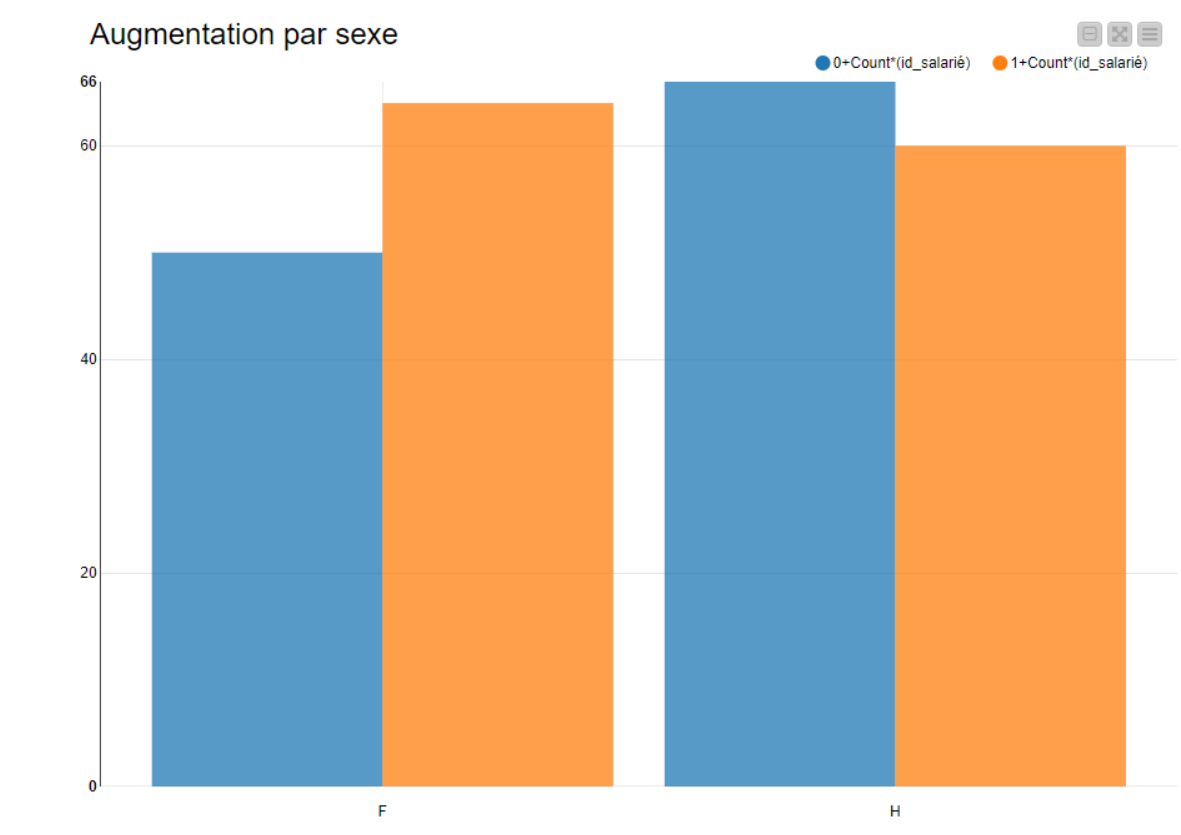 Augmentation par sexe
0+Count*(id_salarié) 1+Count*(id_salarié)
66
60
40
20
0
F H